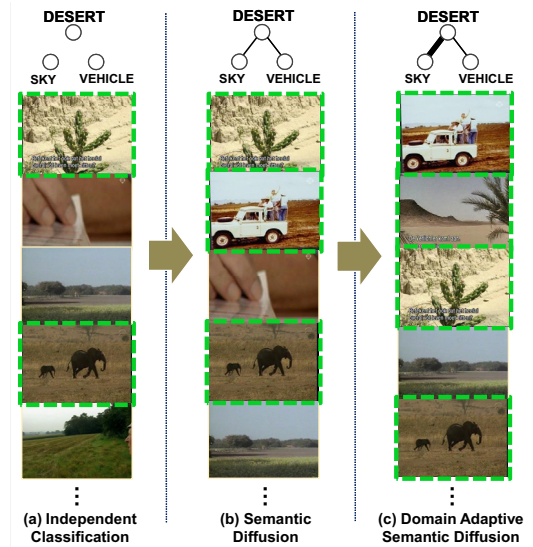 DESERT
SKY
VEHICLE
(a) Independent
Classification
DESERT
SKY
VEHICLE
(b) Semantic
Diffusion
DESERT
SKY
VEHICLE
(c) Domain Adaptive
Semantic Diffusion